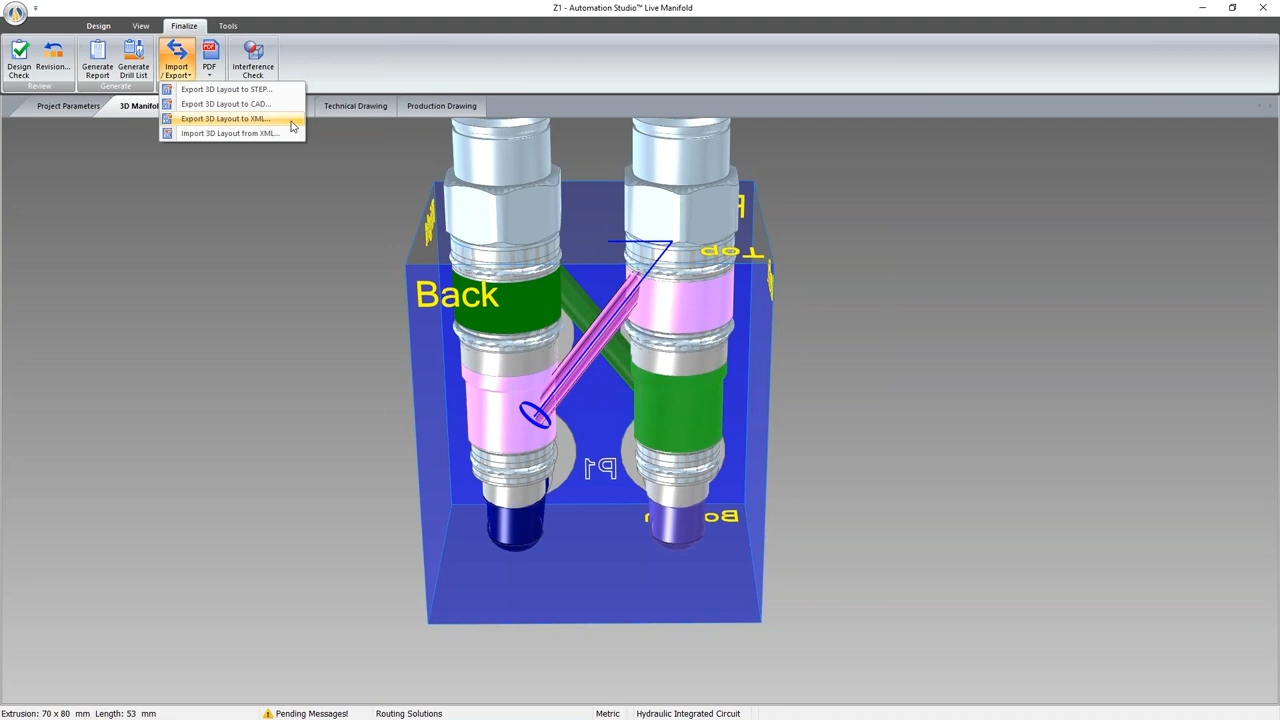 Z1 - Automation Studio™ Live Manifold
Design View Finalize Tools
Design Check
Revision...
Generate Report
Generate Drill List
Import / Export
PDF
Interference Check
Review Generate
Export 3D Layout to STEP...
Export 3D Layout to CAD...
Export 3D Layout to XML...
Import 3D Layout from XML...
Project Parameters 3D Manifol Technical Drawing Production Drawing
Top
Back
P1
Extrusion: 70 x 80 mm Length: 53 mm Pending Messages! Routing Solutions Metric Hydraulic Integrated Circuit